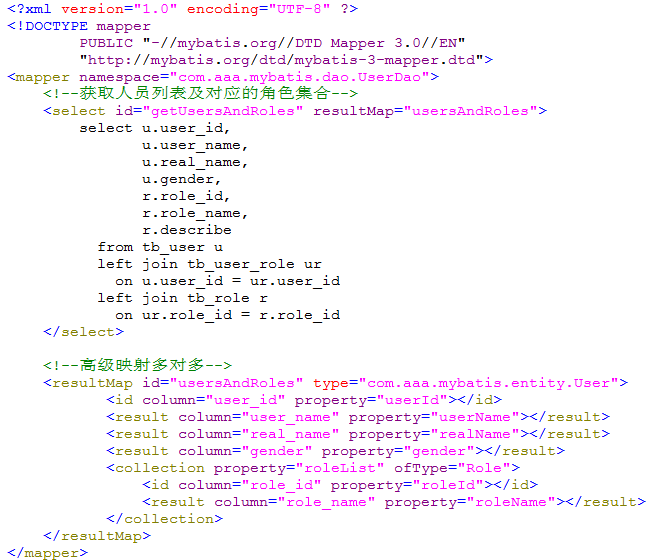 <?xml version="1.0" encoding="UTF-8" ?>
<!DOCTYPE mapper
        PUBLIC "-//mybatis.org//DTD Mapper 3.0//EN"
        "http://mybatis.org/dtd/mybatis-3-mapper.dtd">
<mapper namespace="com.aaa.mybatis.dao.UserDao">
    <!--获取人员列表及对应的角色集合-->
    <select id="getUsersAndRoles" resultMap="usersAndRoles">
        select u.user_id,
               u.user_name,
               u.real_name,
               u.gender,
               r.role_id,
               r.role_name,
               r.describe
          from tb_user u
          left join tb_user_role ur
            on u.user_id = ur.user_id
          left join tb_role r
            on ur.role_id = r.role_id
    </select>

    <!--高级映射多对多-->
    <resultMap id="usersAndRoles" type="com.aaa.mybatis.entity.User">
           <id column="user_id" property="userId"></id>
           <result column="user_name" property="userName"></result>
           <result column="real_name" property="realName"></result>
           <result column="gender" property="gender"></result>
           <collection property="roleList" ofType="Role">
               <id column="role_id" property="roleId"></id>
               <result column="role_name" property="roleName"></result>
           </collection>
    </resultMap>
</mapper>